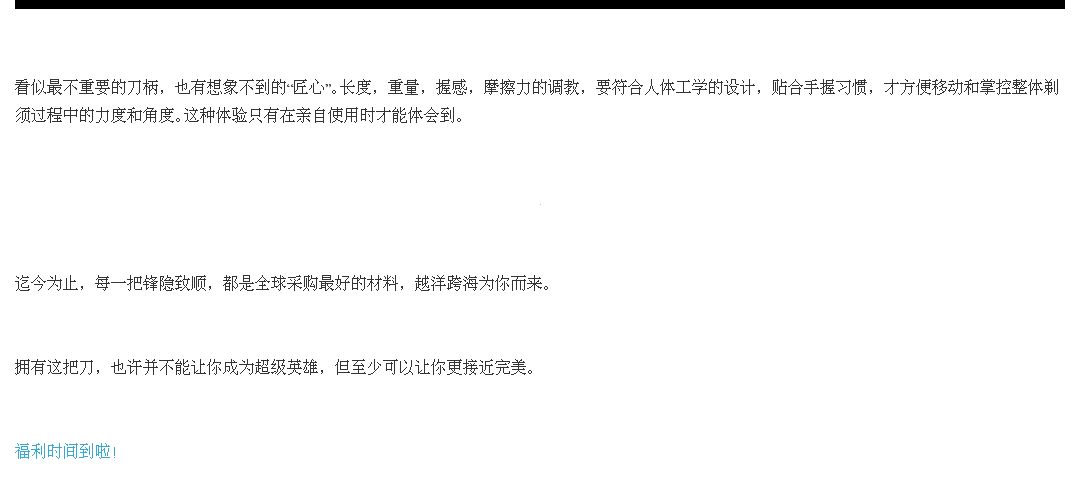 看似最不重要的刀柄，也有想象不到的“匠心”。长度，重量，握感，摩擦力的调教，要符合人体工学的设计，贴合手握习惯，才方便移动和掌控整体剃
须过程中的力度和角度。这种体验只有在亲自使用时才能体会到。
迄今为止，每一把锋隐致顺，都是全球采购最好的材料，越洋跨海为你而来。
拥有这把刀，也许并不能让你成为超级英雄，但至少可以让你更接近完美。
福利时间到啦！